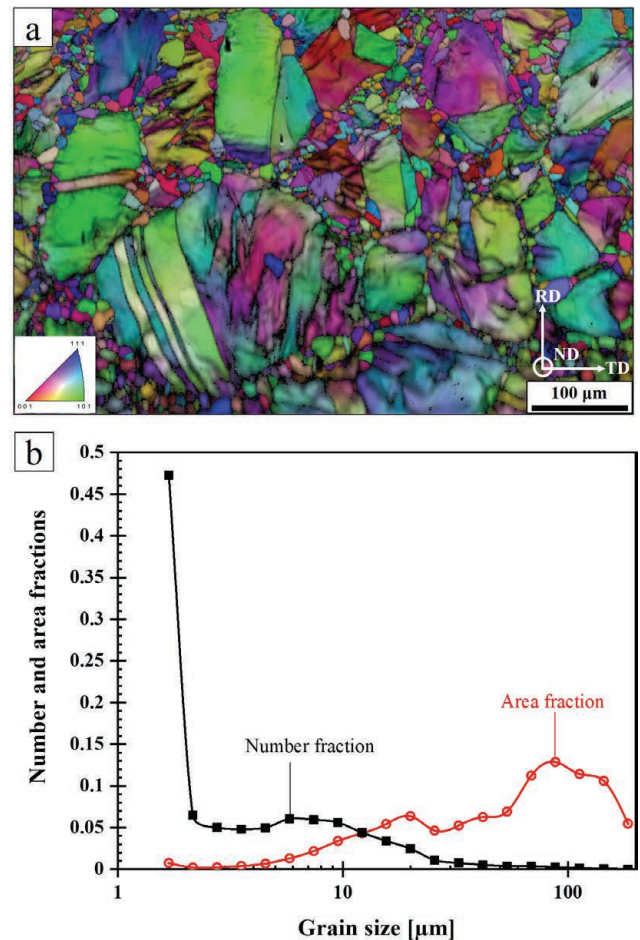 a
RD
ND
TD
111
001
101
100 µm
b
0.5
0.45
0.4
0.35
0.3
0.25
0.2
0.15
0.1
0.05
0
Number and area fractions
Area fraction
Number fraction
1
10
100
Grain size [µm]